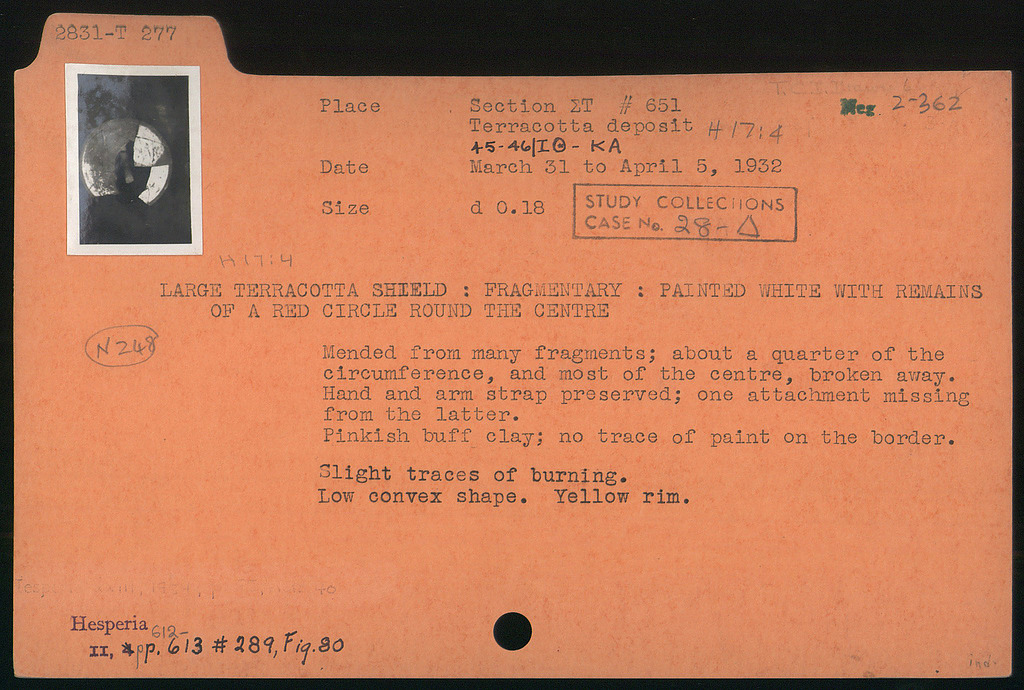 2831-T 277
Place Section ΣΤ # 651
Terracotta deposit H 17:4
45-46/ΙΘ - ΚΑ
Neg 2-362
Date March 31 to April 5, 1932
Size d 0.18
STUDY COLLECTIONS
CASE No. 28-Δ
H 17:4
LARGE TERRACOTTA SHIELD : FRAGMENTARY : PAINTED WHITE WITH REMAINS
OF A RED CIRCLE ROUND THE CENTRE
N 248
Mended from many fragments; about a quarter of the
circumference, and most of the centre, broken away.
Hand and arm strap preserved; one attachment missing
from the latter.
Pinkish buff clay; no trace of paint on the border.
Slight traces of burning.
Low convex shape. Yellow rim.
Hesperia
II, pp. 612-613 #289, Fig. 80
ind.